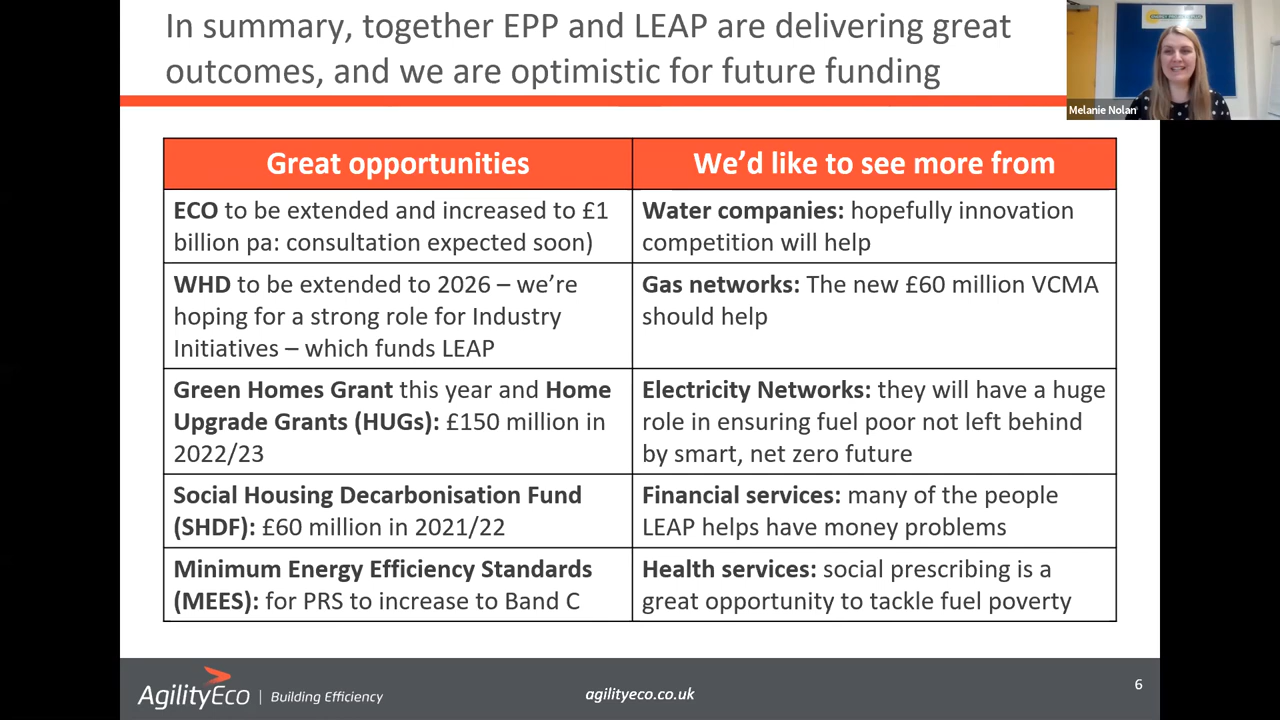 In summary, together EPP and LEAP are delivering great
outcomes, and we are optimistic for future funding
Melanie Nolan
Great opportunities
We'd like to see more from
ECO to be extended and increased to £1
billion pa: consultation expected soon)
Water companies: hopefully innovation
competition will help
WHD to be extended to 2026 – we're
hoping for a strong role for Industry
Initiatives – which funds LEAP
Gas networks: The new £60 million VCMA
should help
Green Homes Grant this year and Home
Upgrade Grants (HUGs): £150 million in
2022/23
Electricity Networks: they will have a huge
role in ensuring fuel poor not left behind
by smart, net zero future
Social Housing Decarbonisation Fund
(SHDF): £60 million in 2021/22
Financial services: many of the people
LEAP helps have money problems
Minimum Energy Efficiency Standards
(MEES): for PRS to increase to Band C
Health services: social prescribing is a
great opportunity to tackle fuel poverty
AgilityEco | Building Efficiency
agilityeco.co.uk
6